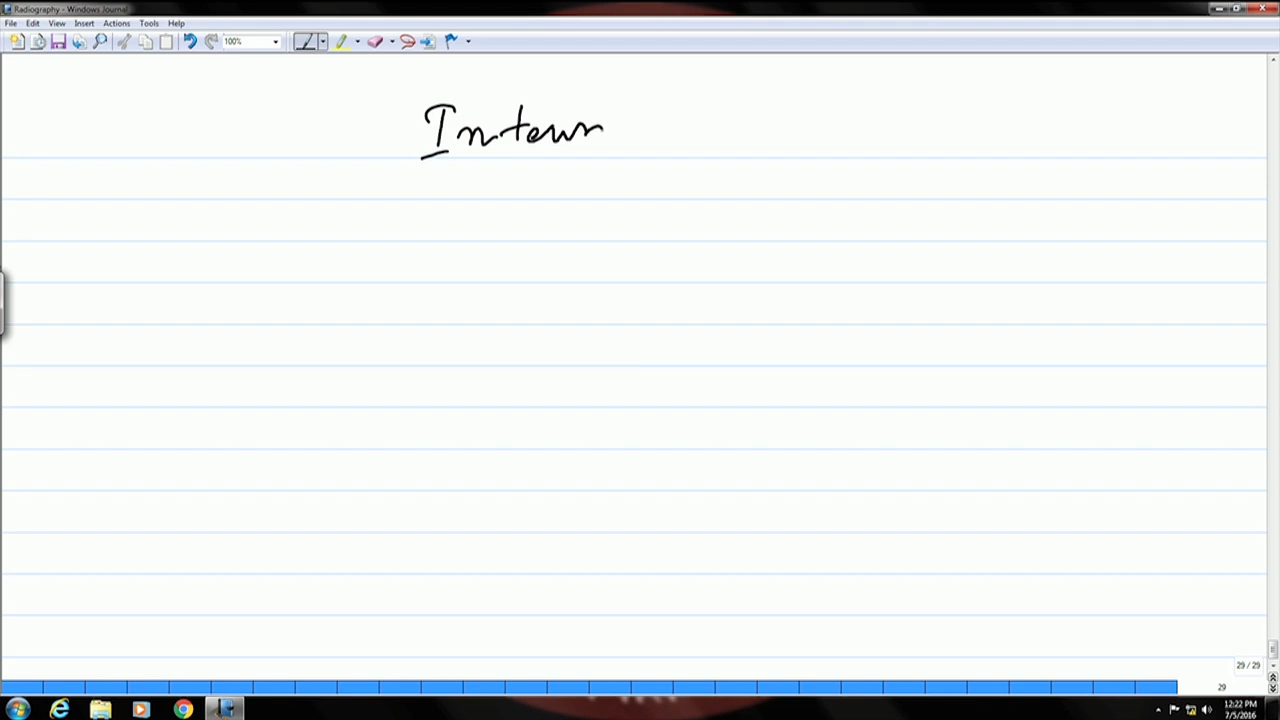 Radiography - Windows Journal
File Edit View Insert Actions Tools Help
100%
Intern
29 / 29
29
12:22 PM
7/5/2016